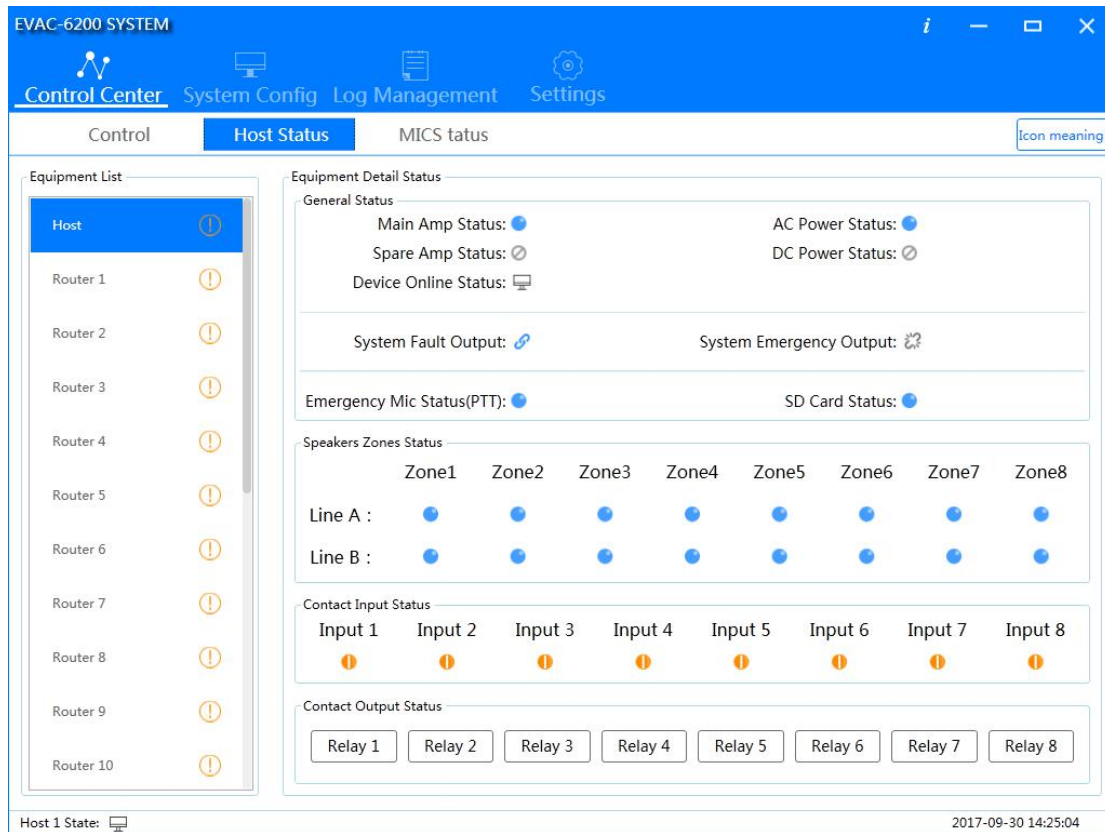 EVAC-6200 SYSTEM
Control Center System Config Log Management Settings
Control Host Status MICS tatus Icon meaning
Equipment List
Host
Router 1
Router 2
Router 3
Router 4
Router 5
Router 6
Router 7
Router 8
Router 9
Router 10
Equipment Detail Status
General Status
Main Amp Status: AC Power Status:
Spare Amp Status: DC Power Status:
Device Online Status:
System Fault Output: System Emergency Output:
Emergency Mic Status(PTT): SD Card Status:
Speakers Zones Status
Zone1 Zone2 Zone3 Zone4 Zone5 Zone6 Zone7 Zone8
Line A :
Line B :
Contact Input Status
Input 1 Input 2 Input 3 Input 4 Input 5 Input 6 Input 7 Input 8
Contact Output Status
Relay 1 Relay 2 Relay 3 Relay 4 Relay 5 Relay 6 Relay 7 Relay 8
Host 1 State: 2017-09-30 14:25:04